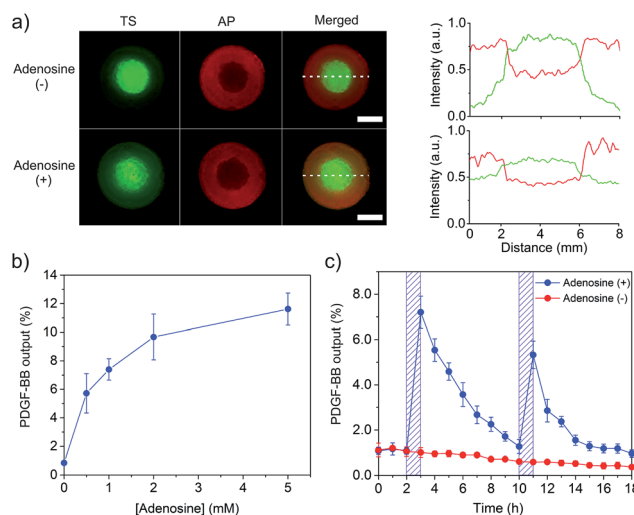 a)
TS AP Merged
Adenosine
(-)
Adenosine
(+)
Intensity (a.u.)
1.0
0.5
0
Intensity (a.u.)
1.0
0.5
0.0
0 2 4 6 8
Distance (mm)
b)
PDGF-BB output (%)
14
12
10
8
6
4
2
0
0 1 2 3 4 5
[Adenosine] (mM)
c)
Adenosine (+)
Adenosine (-)
PDGF-BB output (%)
8.0
6.0
4.0
2.0
0
0 2 4 6 8 10 12 14 16 18
Time (h)